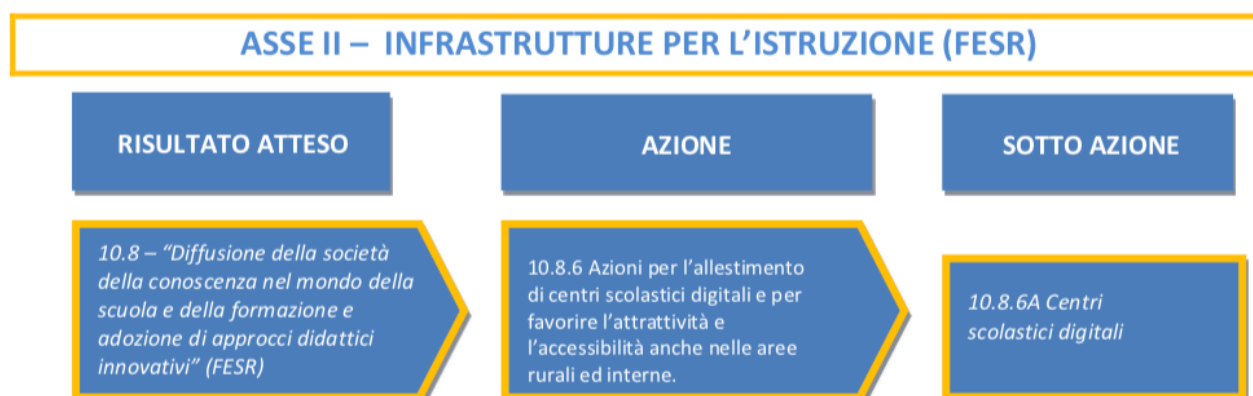 ASSE II – INFRASTRUTTURE PER L’ISTRUZIONE (FESR)
RISULTATO ATTESO
AZIONE
SOTTO AZIONE
10.8 – “Diffusione della società
della conoscenza nel mondo della
scuola e della formazione e
adozione di approcci didattici
innovativi” (FESR)
10.8.6 Azioni per l’allestimento
di centri scolastici digitali e per
favorire l’attrattività e
l’accessibilità anche nelle aree
rurali ed interne.
10.8.6A Centri
scolastici digitali